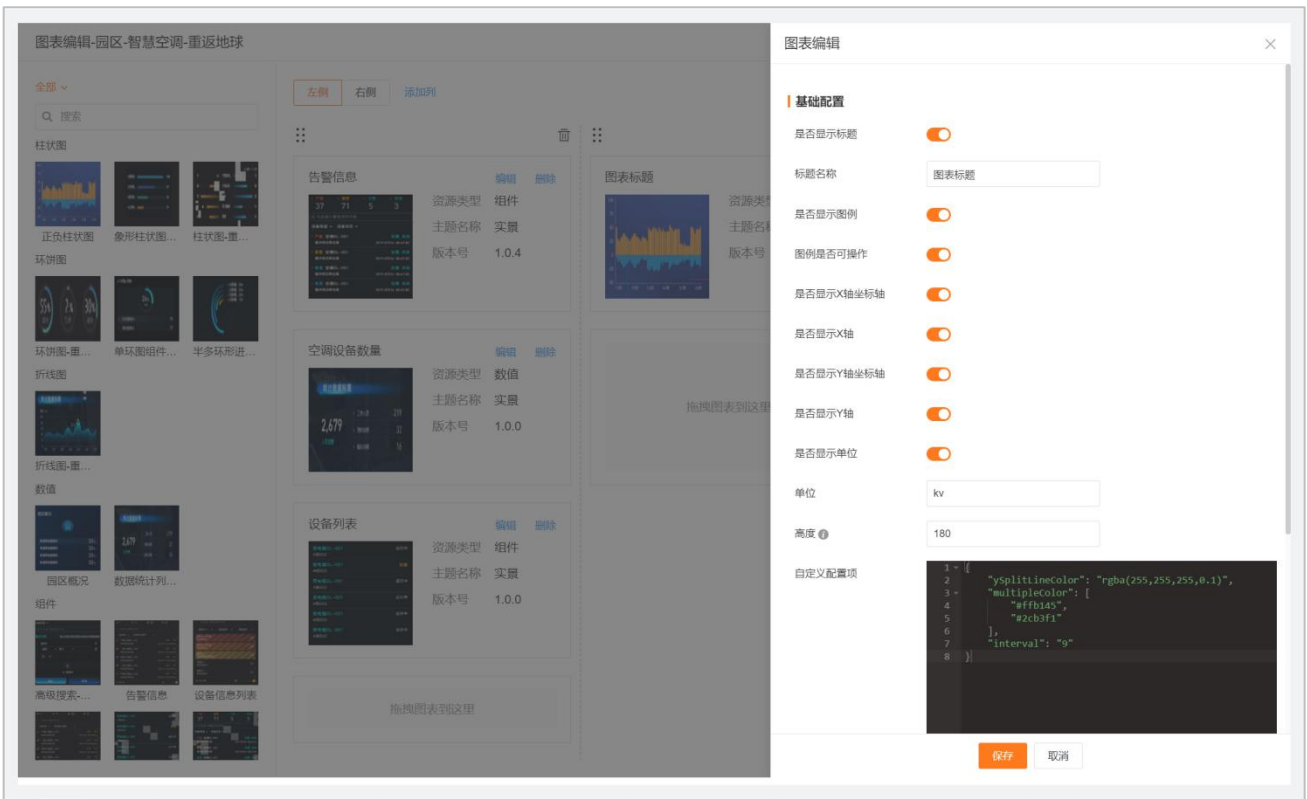 图表编辑-园区-智慧空调-重返地球
全部
搜索
柱状图
正负柱状图
象形柱状图...
柱状图-重...
环饼图
环饼图-重...
单环图组件...
半多环形进...
折线图
折线图-重...
数值
园区概况
数据统计列...
组件
高级搜索-...
告警信息
设备信息列表
左侧
右侧
添加列
告警信息
编辑
删除
37 71 5 3
资源类型 组件
主题名称 实景
版本号 1.0.4
空调设备数量
编辑
删除
2,679
资源类型 数值
主题名称 实景
版本号 1.0.0
设备列表
编辑
删除
资源类型 组件
主题名称 实景
版本号 1.0.0
拖拽图表到这里
图表标题
资源类
主题名
版本号
拖拽图表到这里
图表编辑
基础配置
是否显示标题
标题名称 图表标题
是否显示图例
图例是否可操作
是否显示X轴坐标轴
是否显示X轴
是否显示Y轴坐标轴
是否显示Y轴
是否显示单位
单位 kv
高度 180
自定义配置项
1 {
2 "ySplitLineColor": "rgba(255,255,255,0.1)",
3 "multipleColor": [
4 "#ffb145",
5 "#2cb3f1"
6 ],
7 "interval": "9"
8 }
保存
取消